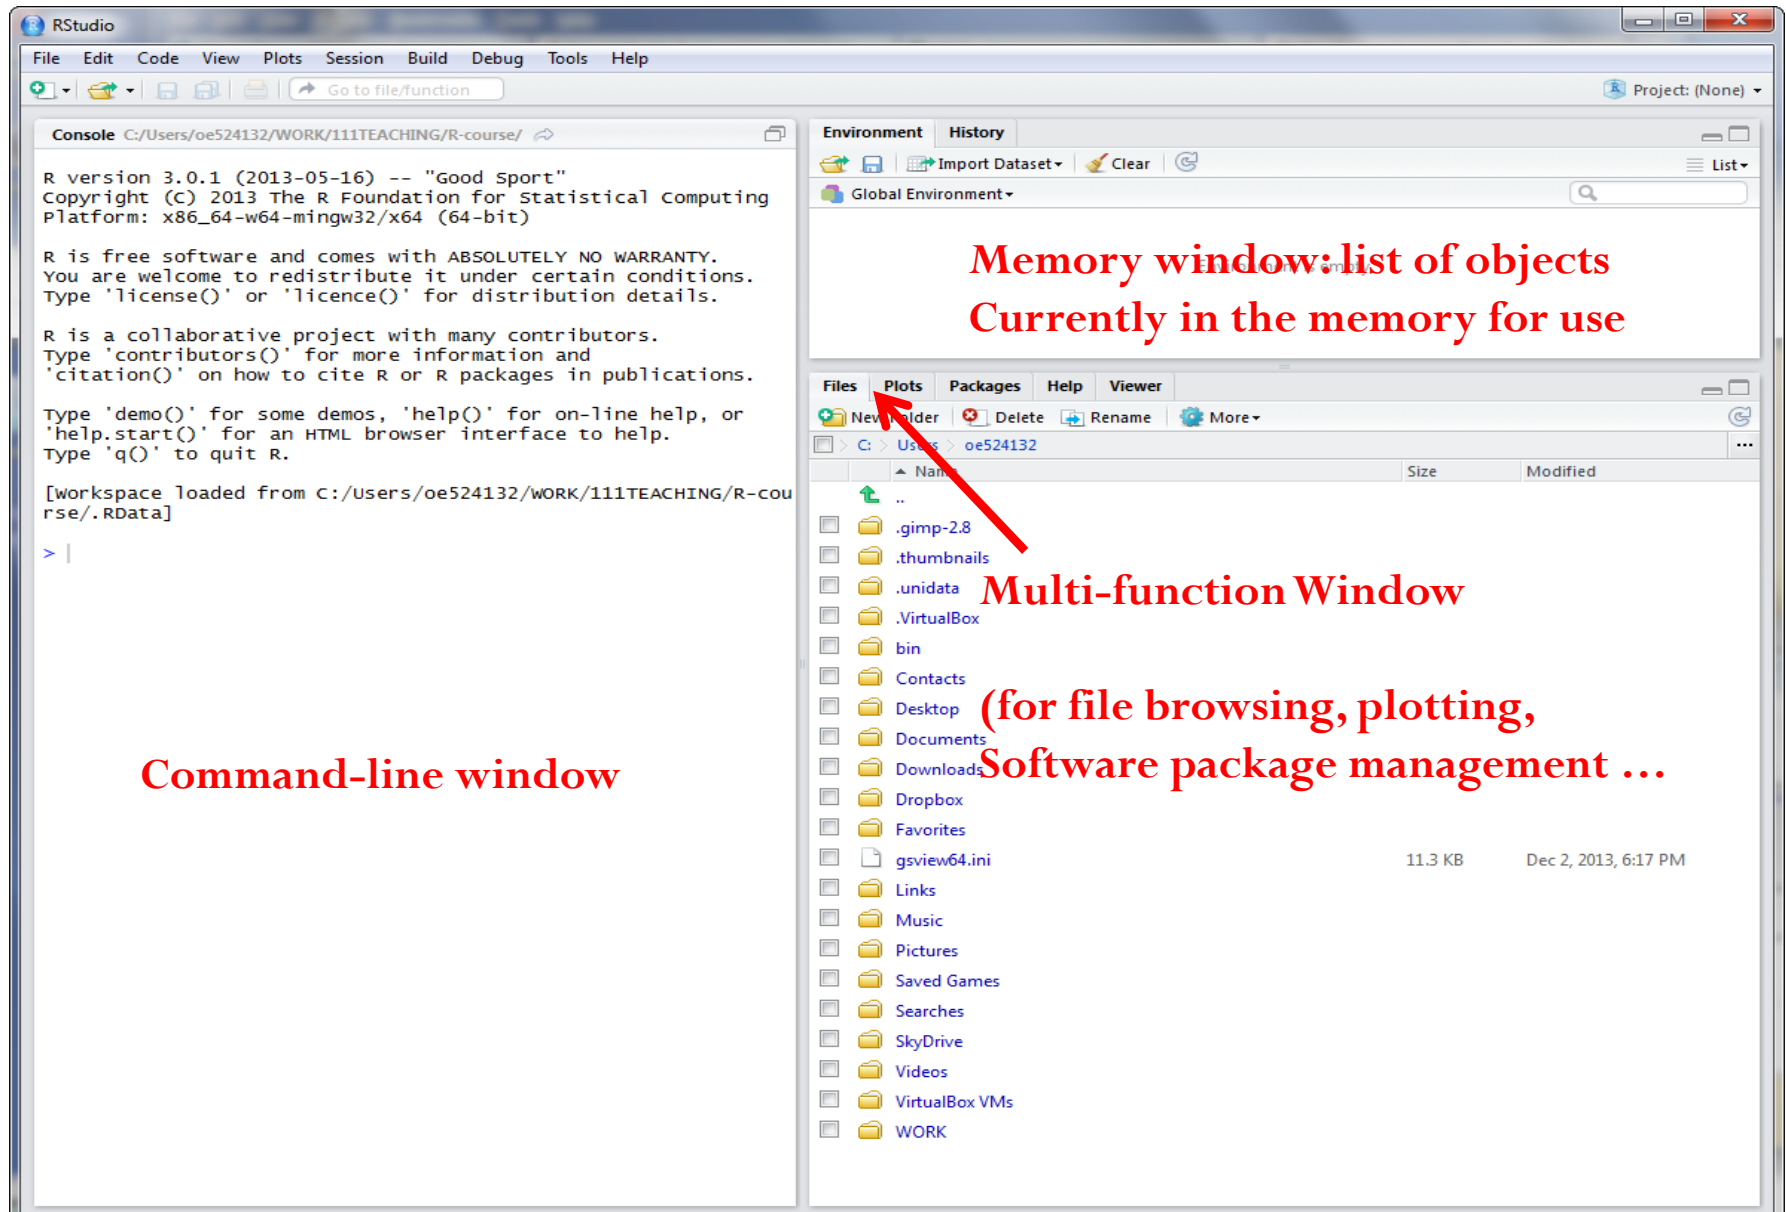 RStudio
File Edit Code View Plots Session Build Debug Tools Help
Go to file/function
Project: (None)
Console C:/Users/oe524132/WORK/111TEACHING/R-course/
R version 3.0.1 (2013-05-16) -- "Good Sport"
Copyright (C) 2013 The R Foundation for Statistical Computing
Platform: x86_64-w64-mingw32/x64 (64-bit)
R is free software and comes with ABSOLUTELY NO WARRANTY.
You are welcome to redistribute it under certain conditions.
Type 'license()' or 'licence()' for distribution details.
R is a collaborative project with many contributors.
Type 'contributors()' for more information and
'citation()' on how to cite R or R packages in publications.
Type 'demo()' for some demos, 'help()' for on-line help, or
'help.start()' for an HTML browser interface to help.
Type 'q()' to quit R.
[Workspace loaded from C:/Users/oe524132/WORK/111TEACHING/R-cou
rse/.RData]
>
Command-line window
Environment History
Import Dataset Clear List
Global Environment
Environment is empty
Memory window: list of objects
Currently in the memory for use
Files Plots Packages Help Viewer
New Folder Delete Rename More
C: Users oe524132
Name Size Modified
..
.gimp-2.8
.thumbnails
.unidata
Multi-function Window
.VirtualBox
bin
Contacts
Desktop
(for file browsing, plotting,
Documents
Downloads
Software package management …
Dropbox
Favorites
gsview64.ini 11.3 KB Dec 2, 2013, 6:17 PM
Links
Music
Pictures
Saved Games
Searches
SkyDrive
Videos
VirtualBox VMs
WORK